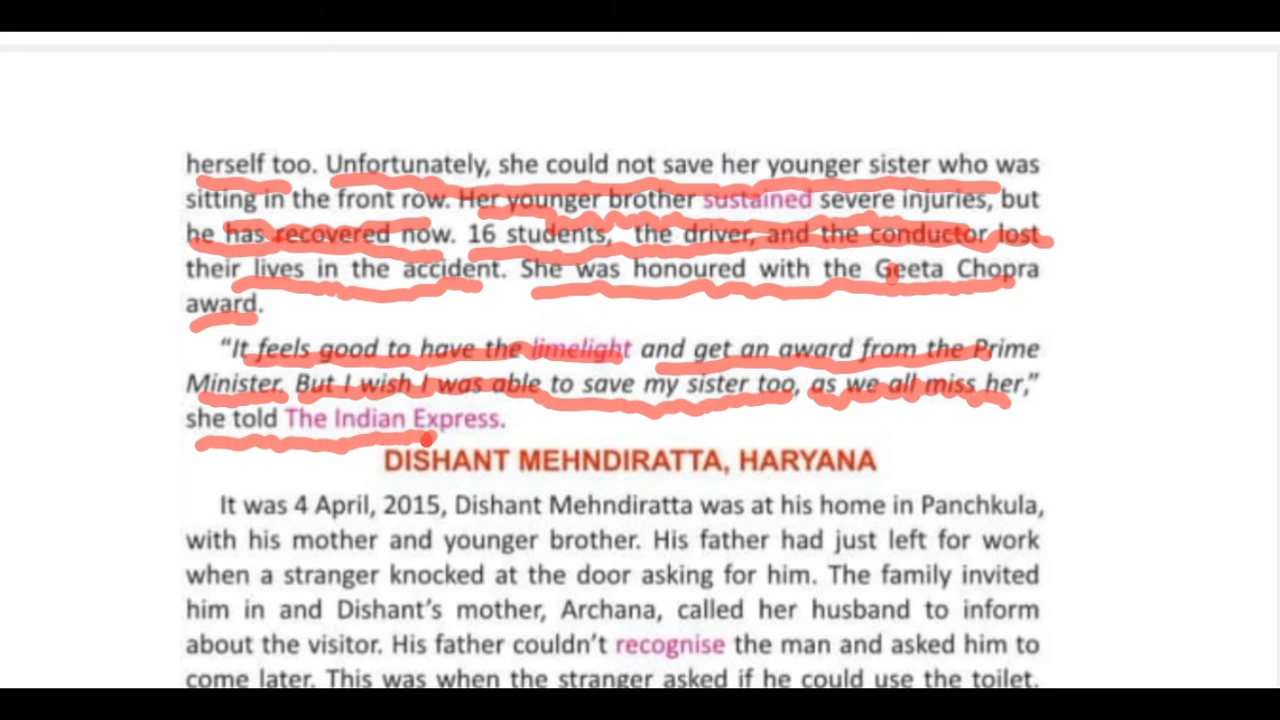 herself too. Unfortunately, she could not save her younger sister who was
sitting in the front row. Her younger brother sustained severe injuries, but
he has recovered now. 16 students, the driver, and the conductor lost
their lives in the accident. She was honoured with the Geeta Chopra
award.
“It feels good to have the limelight and get an award from the Prime
Minister. But I wish I was able to save my sister too, as we all miss her,”
she told The Indian Express.
DISHANT MEHNDIRATTA, HARYANA
It was 4 April, 2015, Dishant Mehndiratta was at his home in Panchkula,
with his mother and younger brother. His father had just left for work
when a stranger knocked at the door asking for him. The family invited
him in and Dishant’s mother, Archana, called her husband to inform
about the visitor. His father couldn’t recognise the man and asked him to
come later. This was when the stranger asked if he could use the toilet.